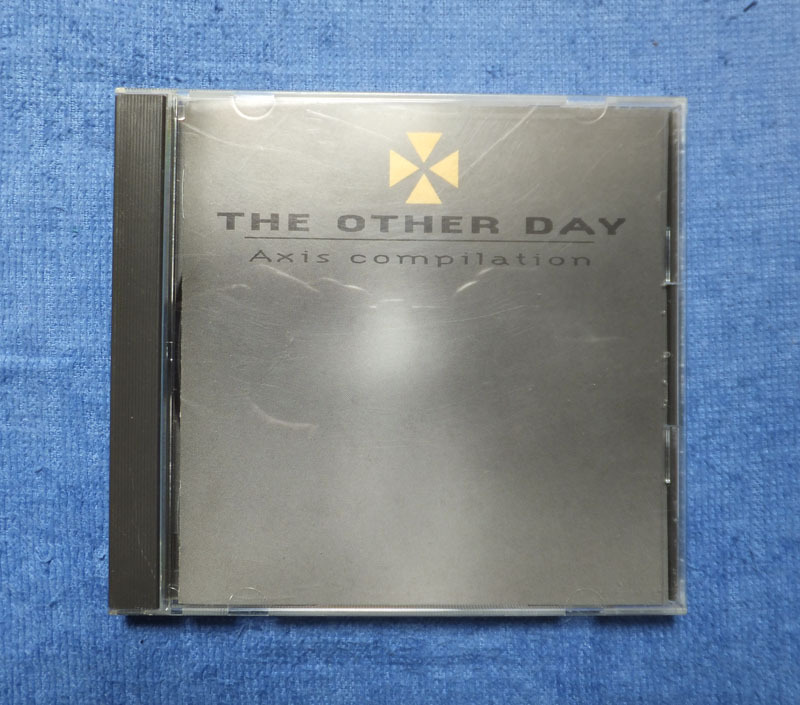 THE OTHER DAY
Axis compilation